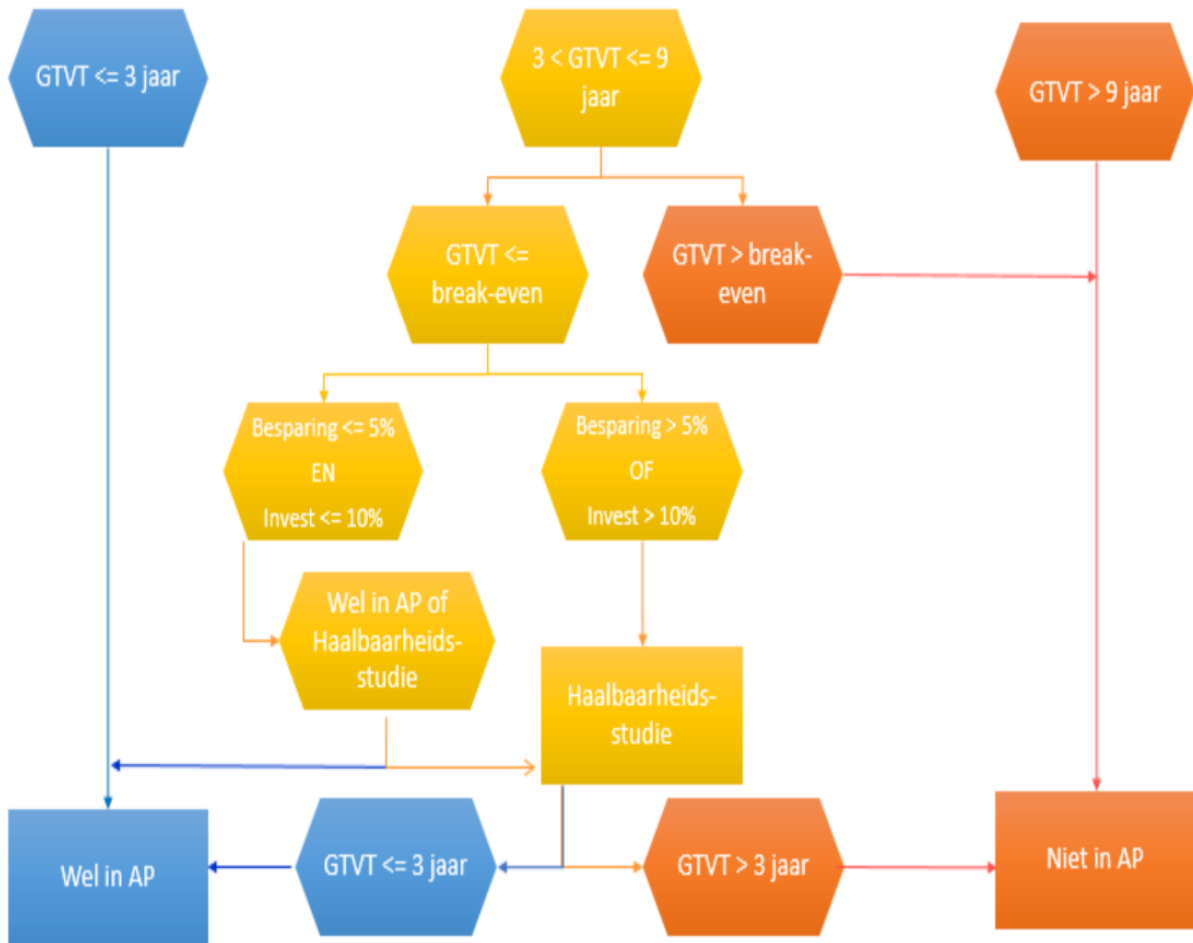 GTVT <= 3 jaar
3 < GTVT <= 9
jaar
GTVT > 9 jaar
GTVT <=
break-even
GTVT > break-
even
Besparing <= 5%
EN
Invest <= 10%
Besparing > 5%
OF
Invest > 10%
Wel in AP of
Haalbaarheids-
studie
Haalbaarheids-
studie
Wel in AP
GTVT <= 3 jaar
GTVT > 3 jaar
Niet in AP